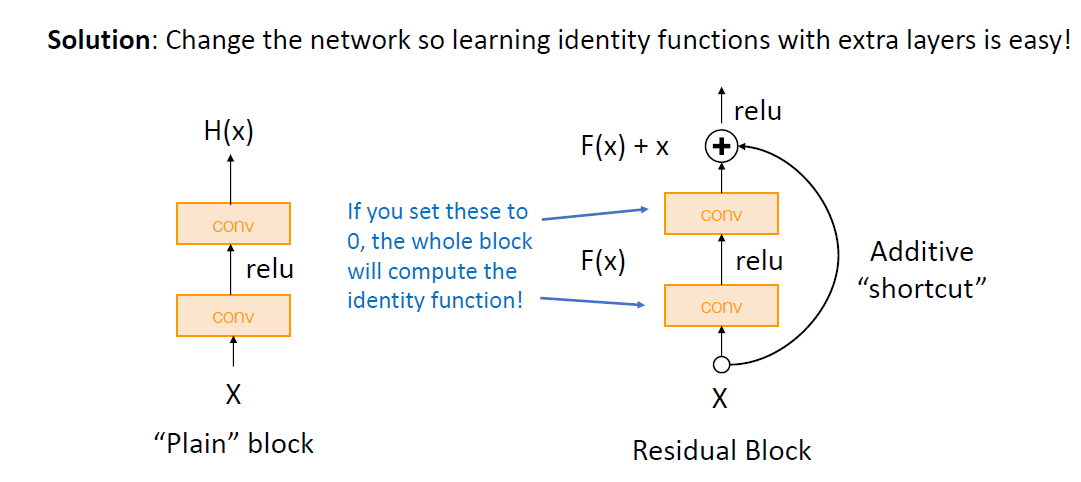 Solution: Change the network so learning identity functions with extra layers is easy!
H(x)
conv
relu
conv
X
“Plain” block
If you set these to
0, the whole block
will compute the
identity function!
relu
F(x) + x
+
conv
F(x)
relu
conv
X
Residual Block
Additive
“shortcut”